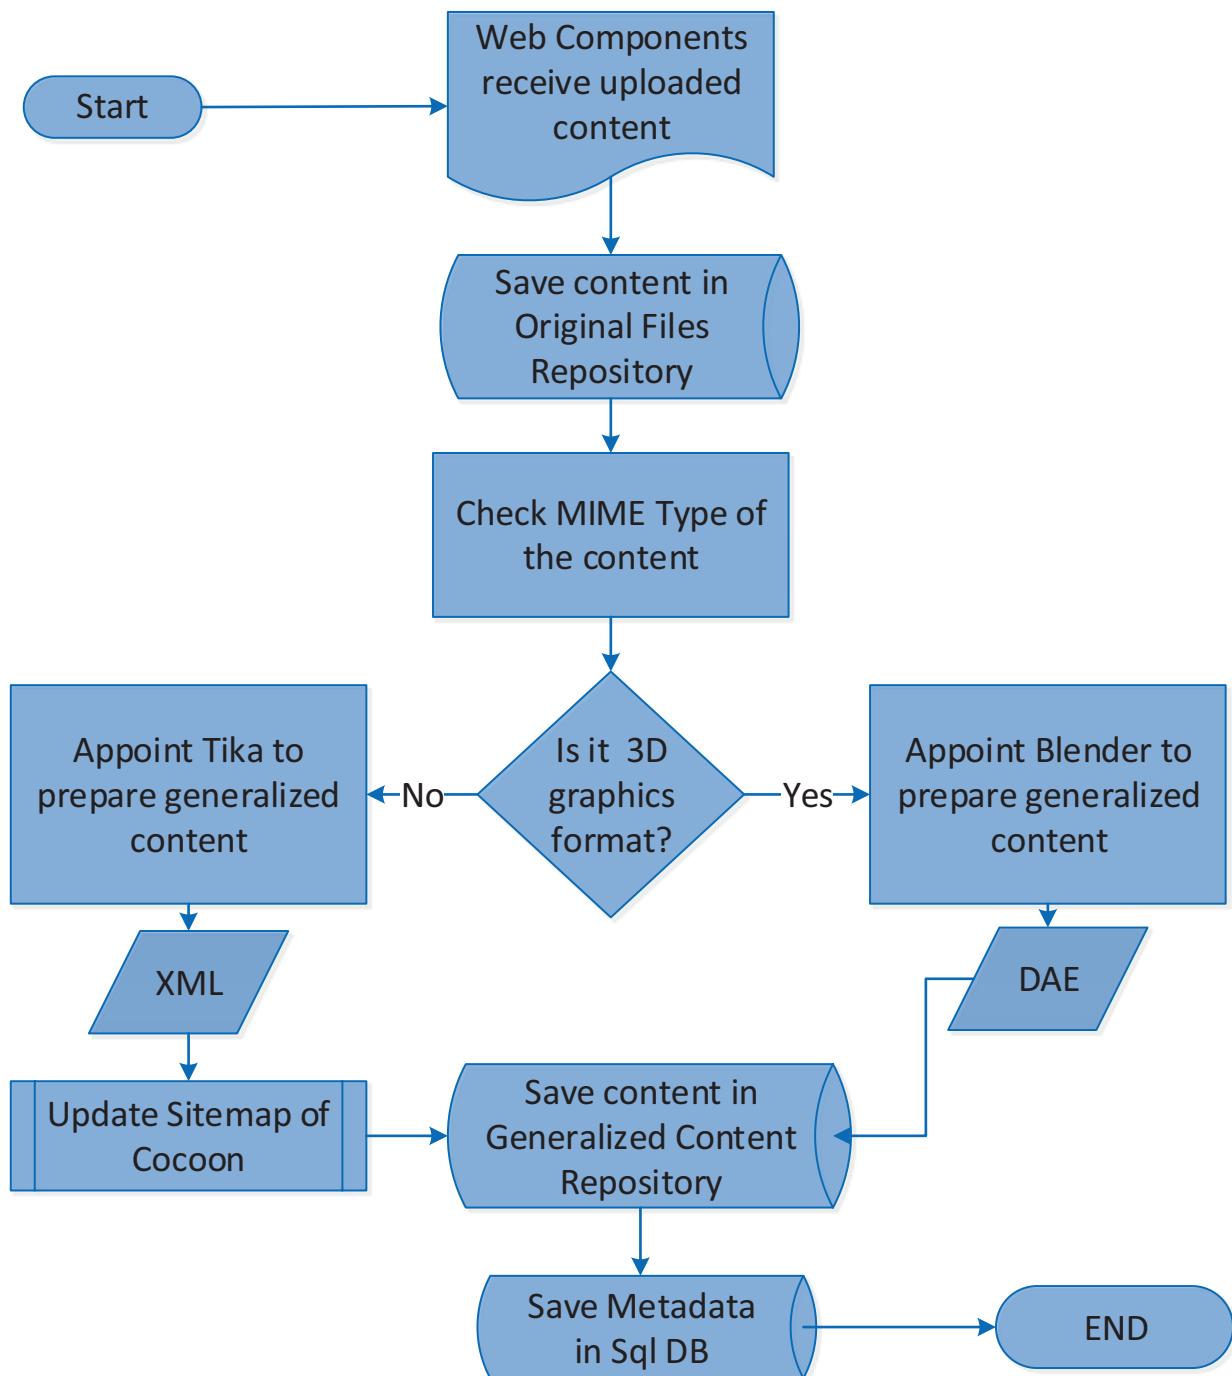 Start
Web Components
receive uploaded
content
Save content in
Original Files
Repository
Check MIME Type of
the content
Is it 3D
graphics
format?
No
Yes
Appoint Tika to
prepare generalized
content
Appoint Blender to
prepare generalized
content
XML
DAE
Update Sitemap of
Cocoon
Save content in
Generalized Content
Repository
Save Metadata
in Sql DB
END